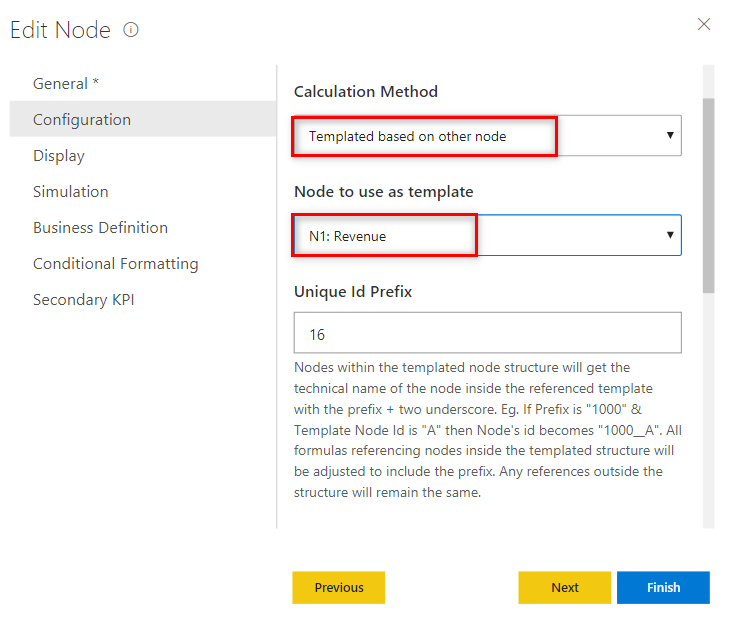 Edit Node
General *
Configuration
Display
Simulation
Business Definition
Conditional Formatting
Secondary KPI
Calculation Method
Templated based on other node
Node to use as template
N1: Revenue
Unique Id Prefix
16
Nodes within the templated node structure will get the
technical name of the node inside the referenced template
with the prefix + two underscore. Eg. If Prefix is "1000" &
Template Node Id is "A" then Node's id becomes "1000__A". All
formulas referencing nodes inside the templated structure will
be adjusted to include the prefix. Any references outside the
structure will remain the same.
Previous
Next
Finish